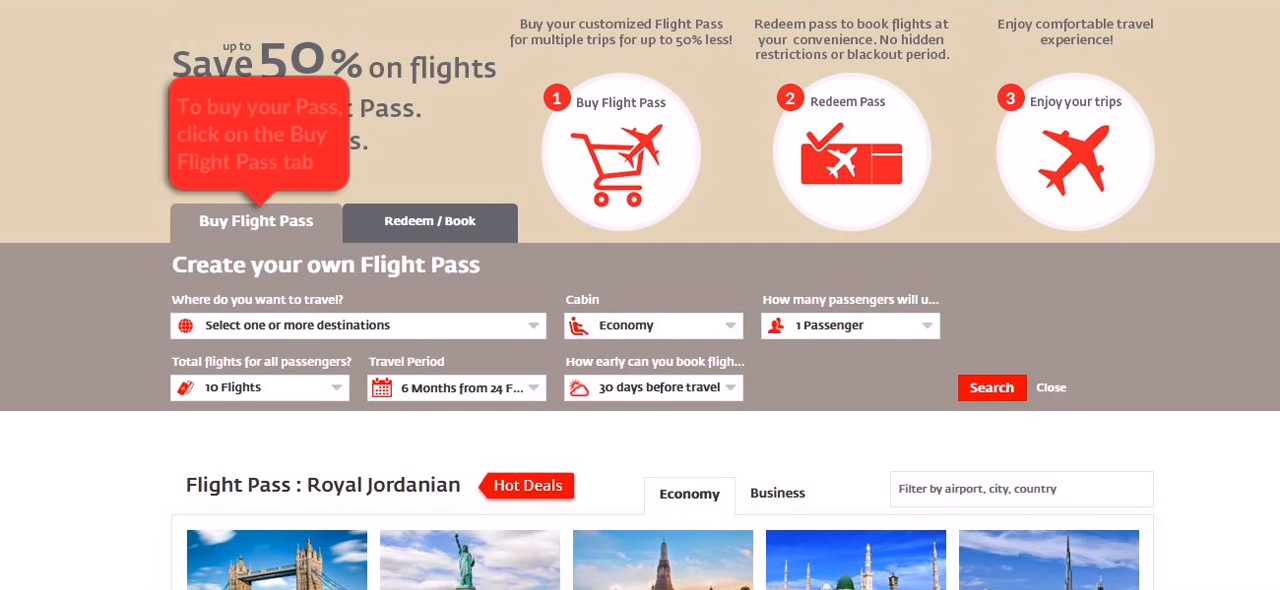 up to
Save 50% on flights
t Pass.
s.
To buy your Pass,
click on the Buy
Flight Pass tab
Buy your customized Flight Pass
for multiple trips for up to 50% less!
Redeem pass to book flights at
your convenience. No hidden
restrictions or blackout period.
Enjoy comfortable travel
experience!
1 Buy Flight Pass
2 Redeem Pass
3 Enjoy your trips
Buy Flight Pass
Redeem / Book
Create your own Flight Pass
Where do you want to travel?
Cabin
How many passengers will u...
Select one or more destinations
Economy
1 Passenger
Total flights for all passengers?
Travel Period
How early can you book fligh...
10 Flights
6 Months from 24 F...
30 days before travel
Search
Close
Flight Pass : Royal Jordanian
Hot Deals
Economy
Business
Filter by airport, city, country